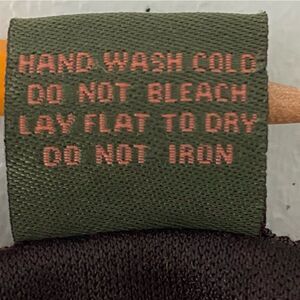 HAND WASH COLD
DO NOT BLEACH
LAY FLAT TO DRY
DO NOT IRON